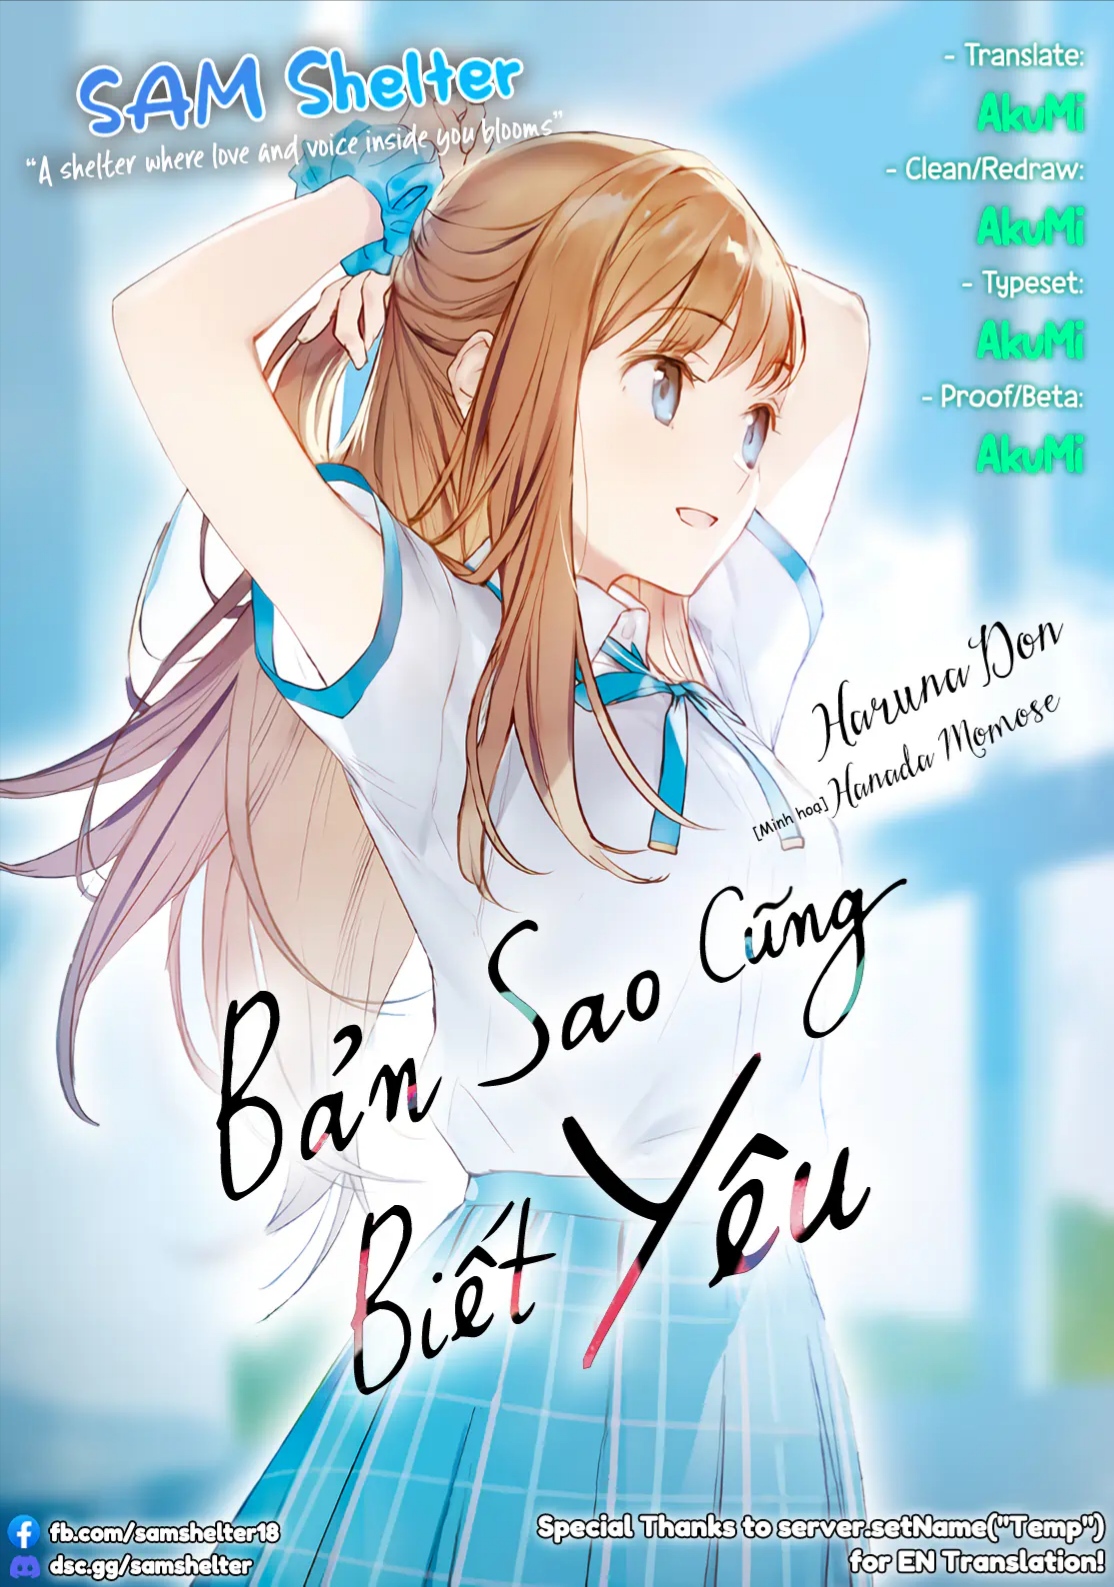 SAM Shelter
"A shelter where love and voice inside you blooms"
- Translate:
AkuMi
- Clean/Redraw:
AkuMi
- Typeset:
AkuMi
- Proof/Beta:
AkuMi
Haruna Don
[Minh hoạ] Hanada Momose
Bản Sao Cũng
Biết Yêu
fb.com/samshelter18
dsc.gg/samshelter
Special Thanks to server.setName("Temp")
for EN Translation!